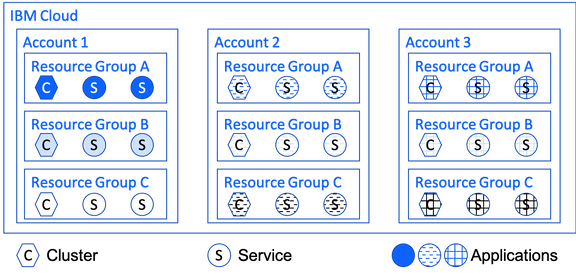 IBM Cloud
Account 1
Resource Group A
C S S
Resource Group B
C S S
Resource Group C
C S S
Account 2
Resource Group A
C S S
Resource Group B
C S S
Resource Group C
C S S
Account 3
Resource Group A
C S S
Resource Group B
C S S
Resource Group C
C S S
C Cluster
S Service
Applications